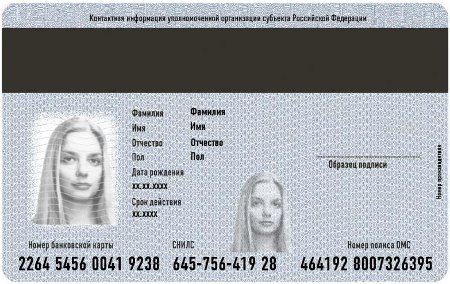 Контактная информация уполномоченной организации субъекта Российской Федерации
Фамилия Фамилия
Имя Имя
Отчество Отчество
Пол Пол
Дата рождения
xx.xx.xxxx
Срок действия
xx.xxxx
Образец подписи
Номер производителя
Номер банковской карты СНИЛС Номер полиса ОМС
2264 5456 0041 9238 645-756-419 28 464192 8007326395